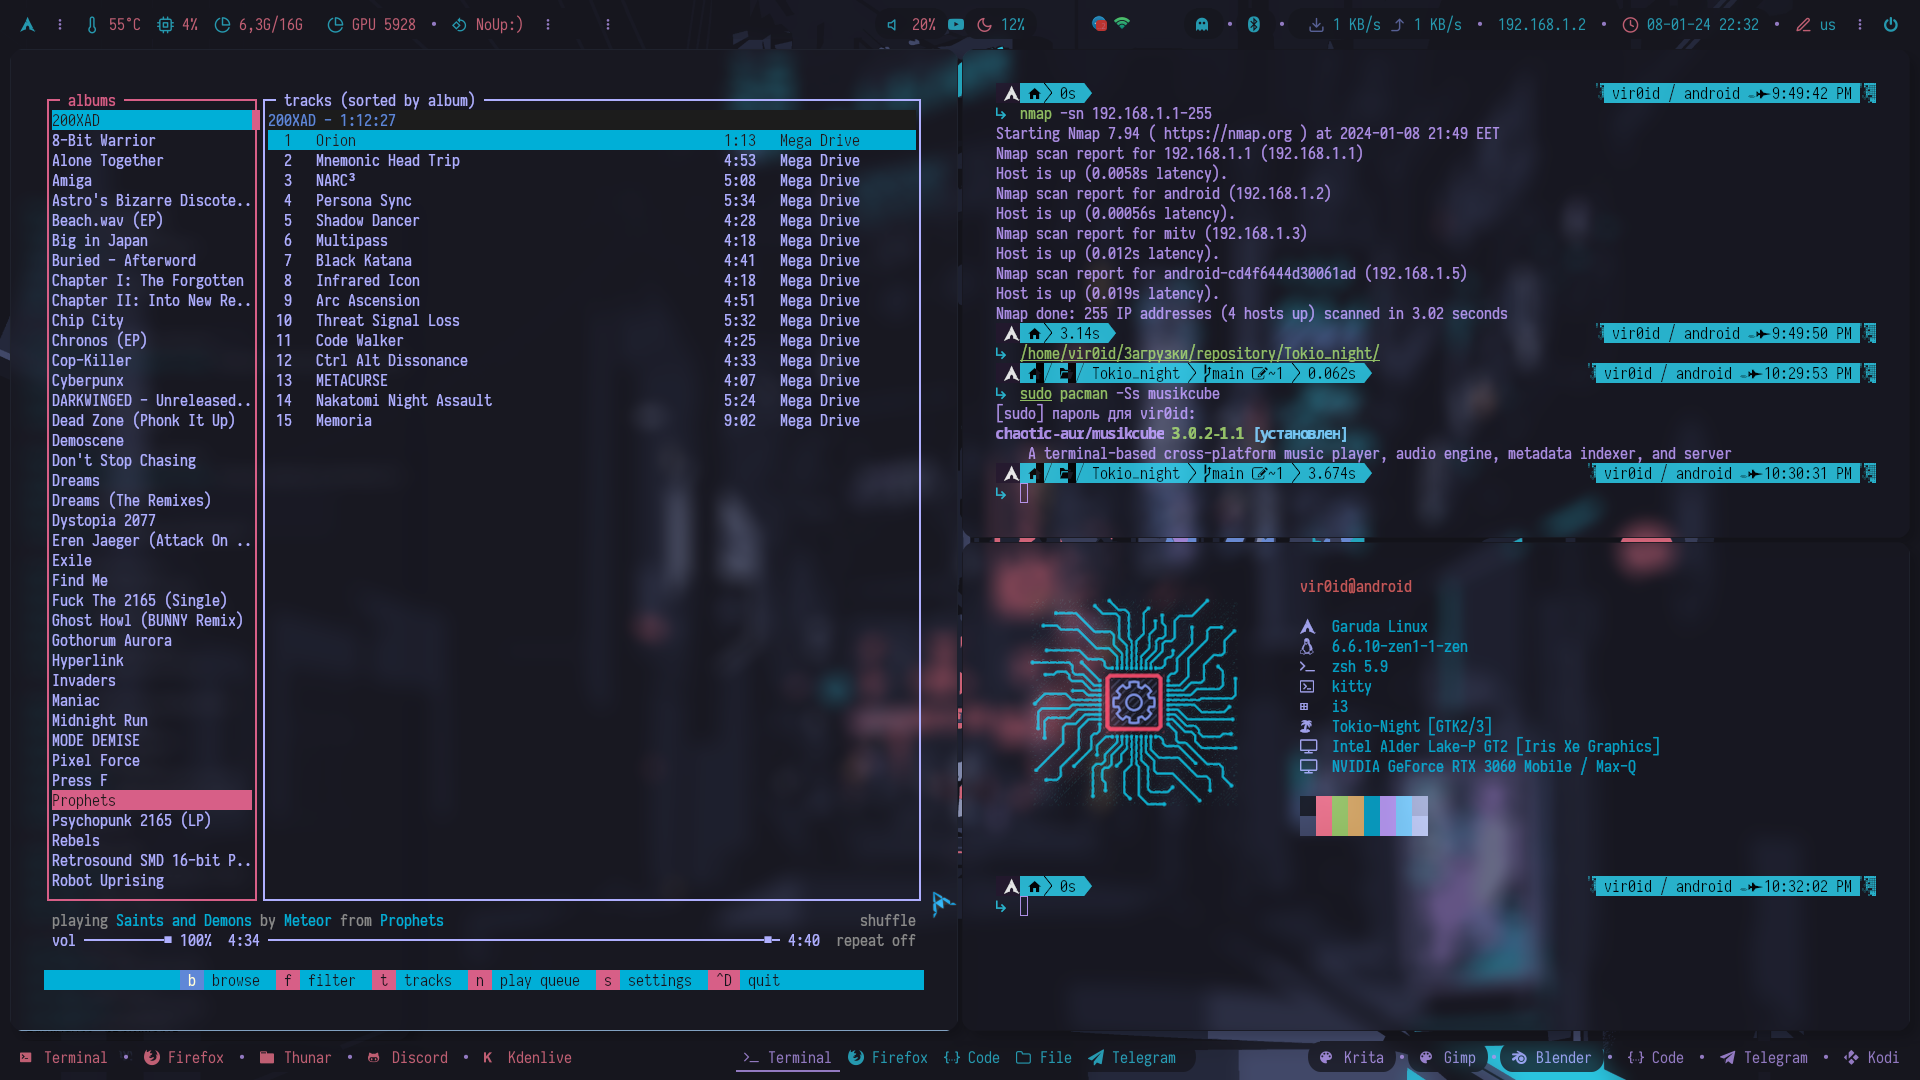 55°C 4% 6,3G/16G GPU 5928 • NoUp:)
20% 12%
1 KB/s 1 KB/s • 192.168.1.2 • 08-01-24 22:32 • us
albums
200XAD
8-Bit Warrior
Alone Together
Amiga
Astro's Bizarre Discote..
Beach.wav (EP)
Big in Japan
Buried - Afterword
Chapter I: The Forgotten
Chapter II: Into New Re..
Chip City
Chronos (EP)
Cop-Killer
Cyberpunx
DARKWINGED - Unreleased..
Dead Zone (Phonk It Up)
Demoscene
Don't Stop Chasing
Dreams
Dreams (The Remixes)
Dystopia 2077
Eren Jaeger (Attack On ..
Exile
Find Me
Fuck The 2165 (Single)
Ghost Howl (BUNNY Remix)
Gothorum Aurora
Hyperlink
Invaders
Maniac
Midnight Run
MODE DEMISE
Pixel Force
Press F
Prophets
Psychopunk 2165 (LP)
Rebels
Retrosound SMD 16-bit P..
Robot Uprising
tracks (sorted by album)
200XAD - 1:12:27
1 Orion 1:13 Mega Drive
2 Mnemonic Head Trip 4:53 Mega Drive
3 NARC³ 5:08 Mega Drive
4 Persona Sync 5:34 Mega Drive
5 Shadow Dancer 4:28 Mega Drive
6 Multipass 4:18 Mega Drive
7 Black Katana 4:41 Mega Drive
8 Infrared Icon 4:18 Mega Drive
9 Arc Ascension 4:51 Mega Drive
10 Threat Signal Loss 5:32 Mega Drive
11 Code Walker 4:25 Mega Drive
12 Ctrl Alt Dissonance 4:33 Mega Drive
13 METACURSE 4:07 Mega Drive
14 Nakatomi Night Assault 5:24 Mega Drive
15 Memoria 9:02 Mega Drive
playing Saints and Demons by Meteor from Prophets shuffle
vol 100% 4:34 4:40 repeat off
b browse f filter t tracks n play queue s settings ^D quit
0s vir0id / android 9:49:42 PM
nmap -sn 192.168.1.1-255
Starting Nmap 7.94 ( https://nmap.org ) at 2024-01-08 21:49 EET
Nmap scan report for 192.168.1.1 (192.168.1.1)
Host is up (0.0058s latency).
Nmap scan report for android (192.168.1.2)
Host is up (0.00056s latency).
Nmap scan report for mitv (192.168.1.3)
Host is up (0.012s latency).
Nmap scan report for android-cd4f6444d30061ad (192.168.1.5)
Host is up (0.019s latency).
Nmap done: 255 IP addresses (4 hosts up) scanned in 3.02 seconds
3.14s vir0id / android 9:49:50 PM
/home/vir0id/Загрузки/repository/Tokio_night/
/ / Tokio_night main ~1 0.062s vir0id / android 10:29:53 PM
sudo pacman -Ss musikcube
[sudo] пароль для vir0id:
chaotic-aur/musikcube 3.0.2-1.1 [установлен]
A terminal-based cross-platform music player, audio engine, metadata indexer, and server
/ / Tokio_night main ~1 3.674s vir0id / android 10:30:31 PM
vir0id@android
Garuda Linux
6.6.10-zen1-1-zen
zsh 5.9
kitty
i3
Tokio-Night [GTK2/3]
Intel Alder Lake-P GT2 [Iris Xe Graphics]
NVIDIA GeForce RTX 3060 Mobile / Max-Q
0s vir0id / android 10:32:02 PM
Terminal • Firefox • Thunar • Discord • Kdenlive
Terminal Firefox Code File Telegram
Krita • Gimp • Blender • Code • Telegram • Kodi